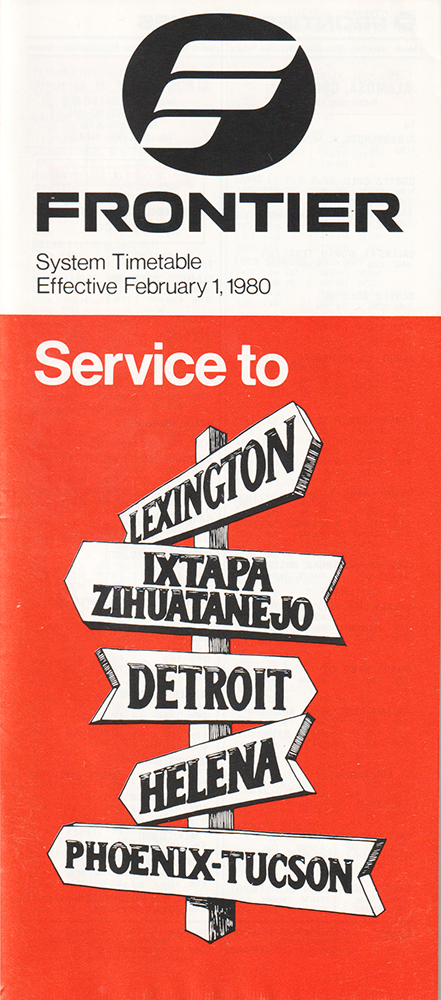 FRONTIER
System Timetable
Effective February 1, 1980
Service to
LEXINGTON
IXTAPA
ZIHUATANEJO
DETROIT
HELENA
PHOENIX-TUCSON